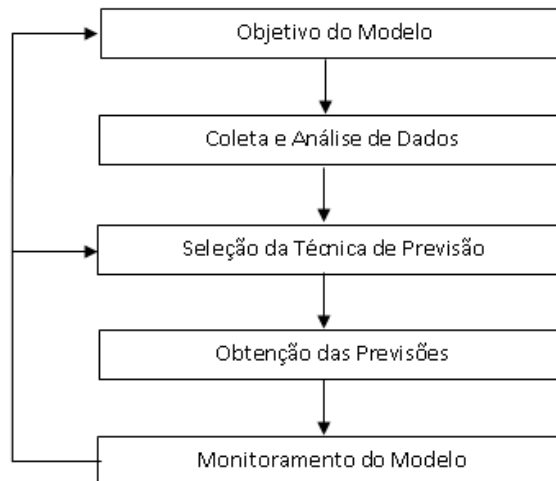 Objetivo do Modelo
Coleta e Análise de Dados
Seleção da Técnica de Previsão
Obtenção das Previsões
Monitoramento do Modelo